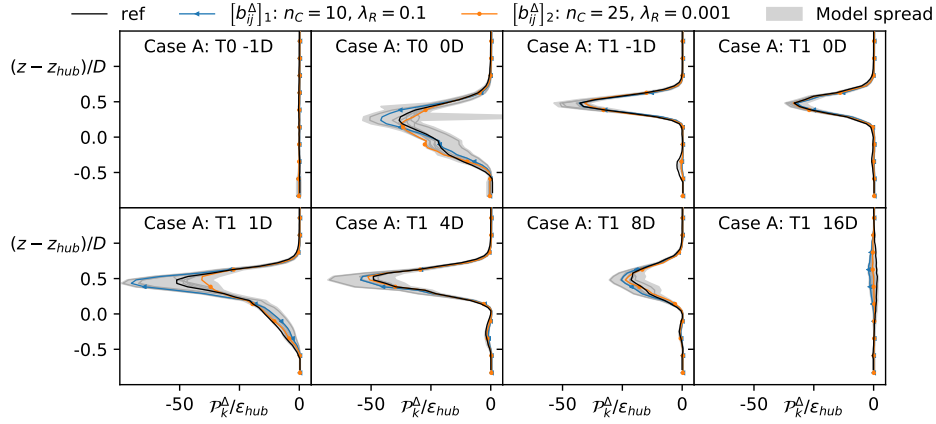 ref [b^Δ_ij]_1: n_C = 10, λ_R = 0.1 [b^Δ_ij]_2: n_C = 25, λ_R = 0.001 Model spread
Case A: T0 -1D Case A: T0 0D Case A: T1 -1D Case A: T1 0D
(z − z_hub)/D
0.5
0.0
-0.5
Case A: T1 1D Case A: T1 4D Case A: T1 8D Case A: T1 16D
(z − z_hub)/D
0.5
0.0
-0.5
-50 P_k^Δ/ε_hub 0 -50 P_k^Δ/ε_hub 0 -50 P_k^Δ/ε_hub 0 -50 P_k^Δ/ε_hub 0